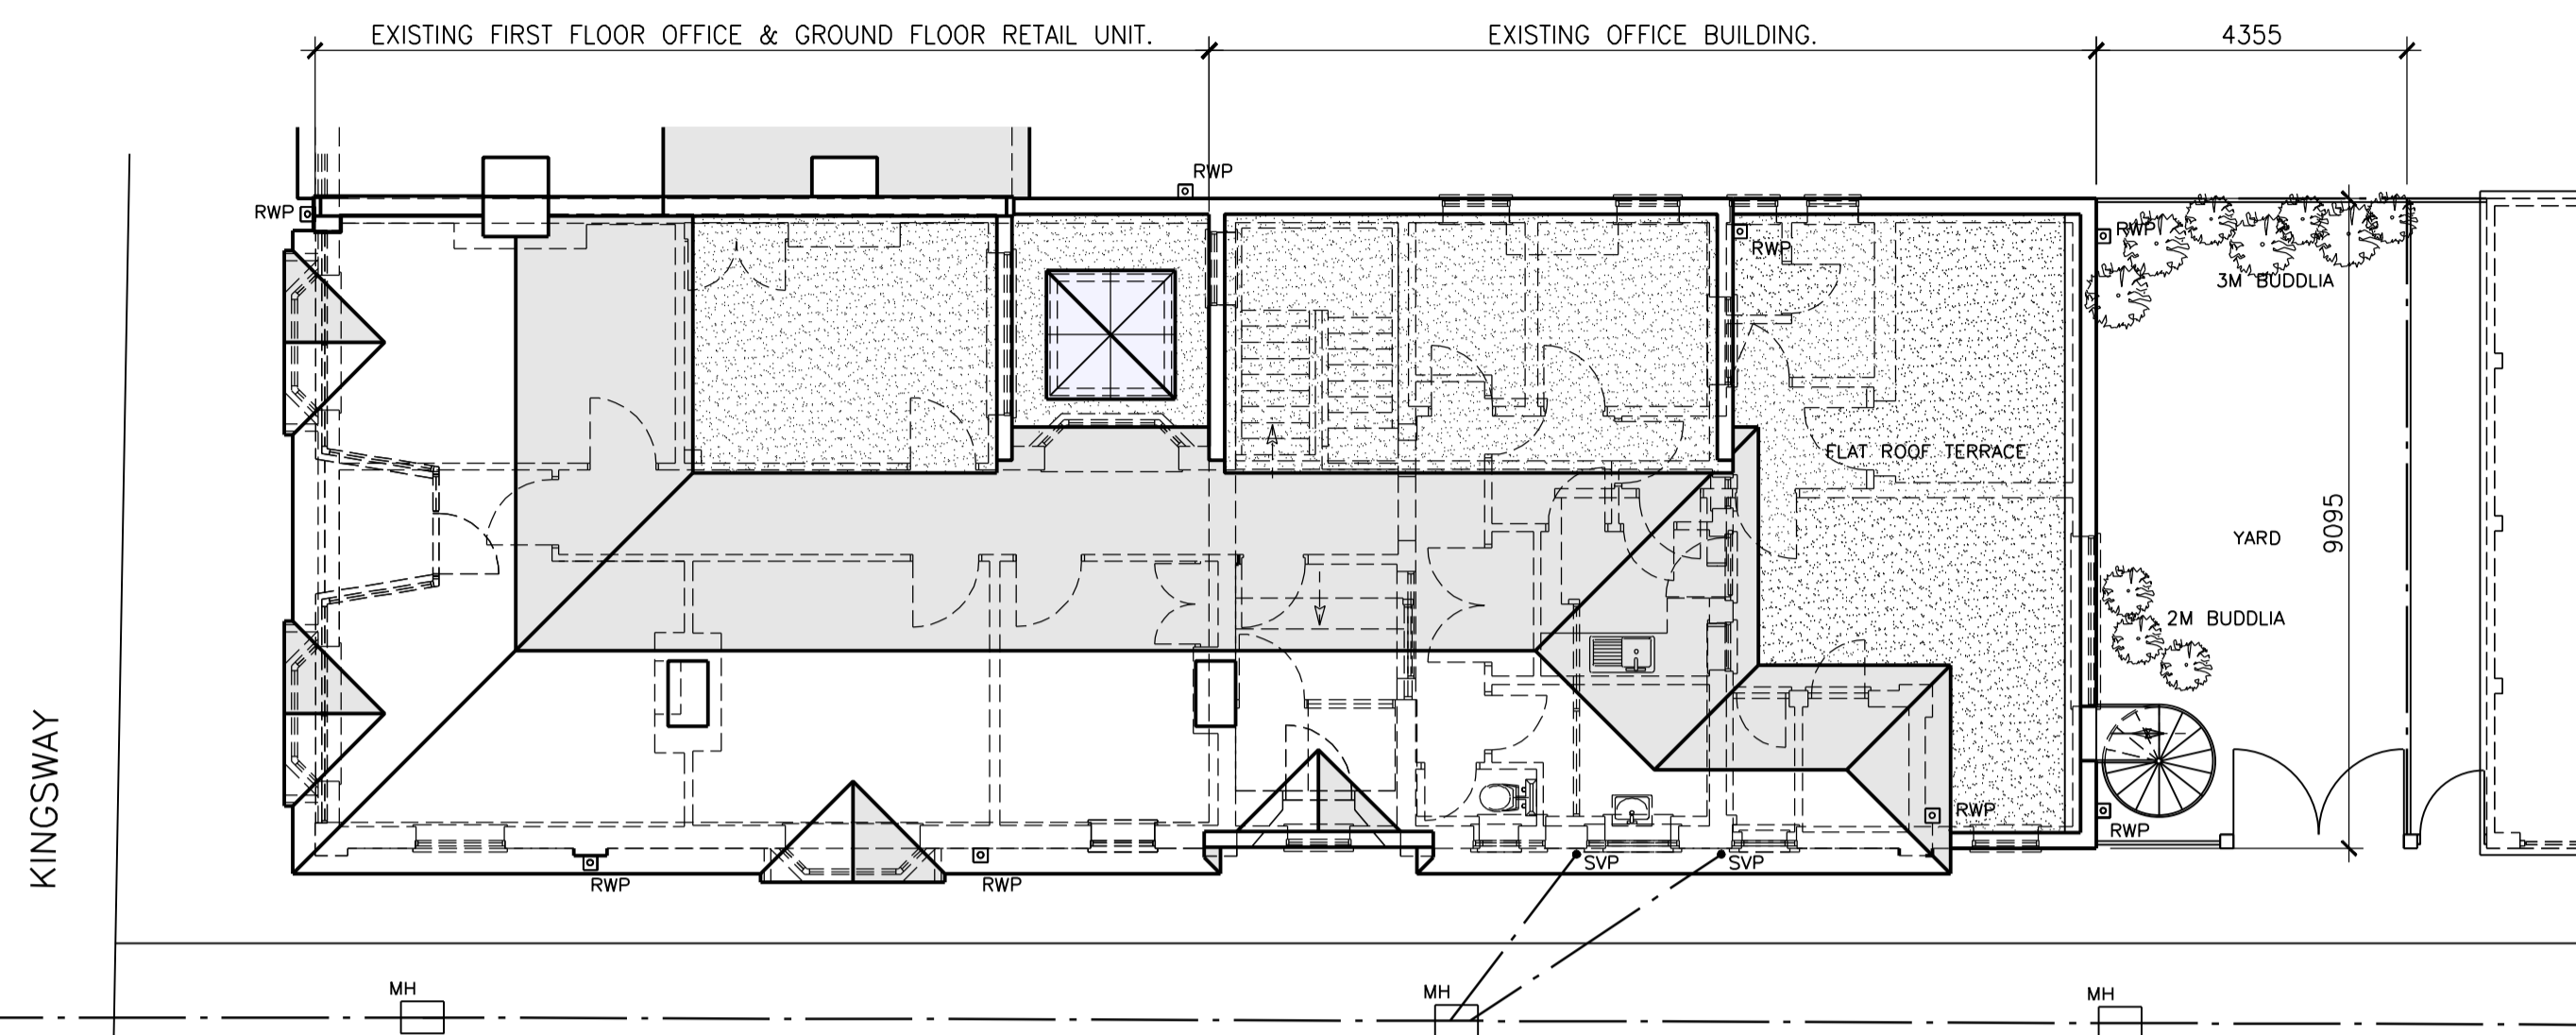 EXISTING FIRST FLOOR OFFICE & GROUND FLOOR RETAIL UNIT.
EXISTING OFFICE BUILDING.
4355
RWP
RWP
RWP
RWP
3M BUDDLIA
FLAT ROOF TERRACE
YARD
9095
2M BUDDLIA
KINGSWAY
RWP
RWP
SVP
SVP
RWP
RWP
MH
MH
MH